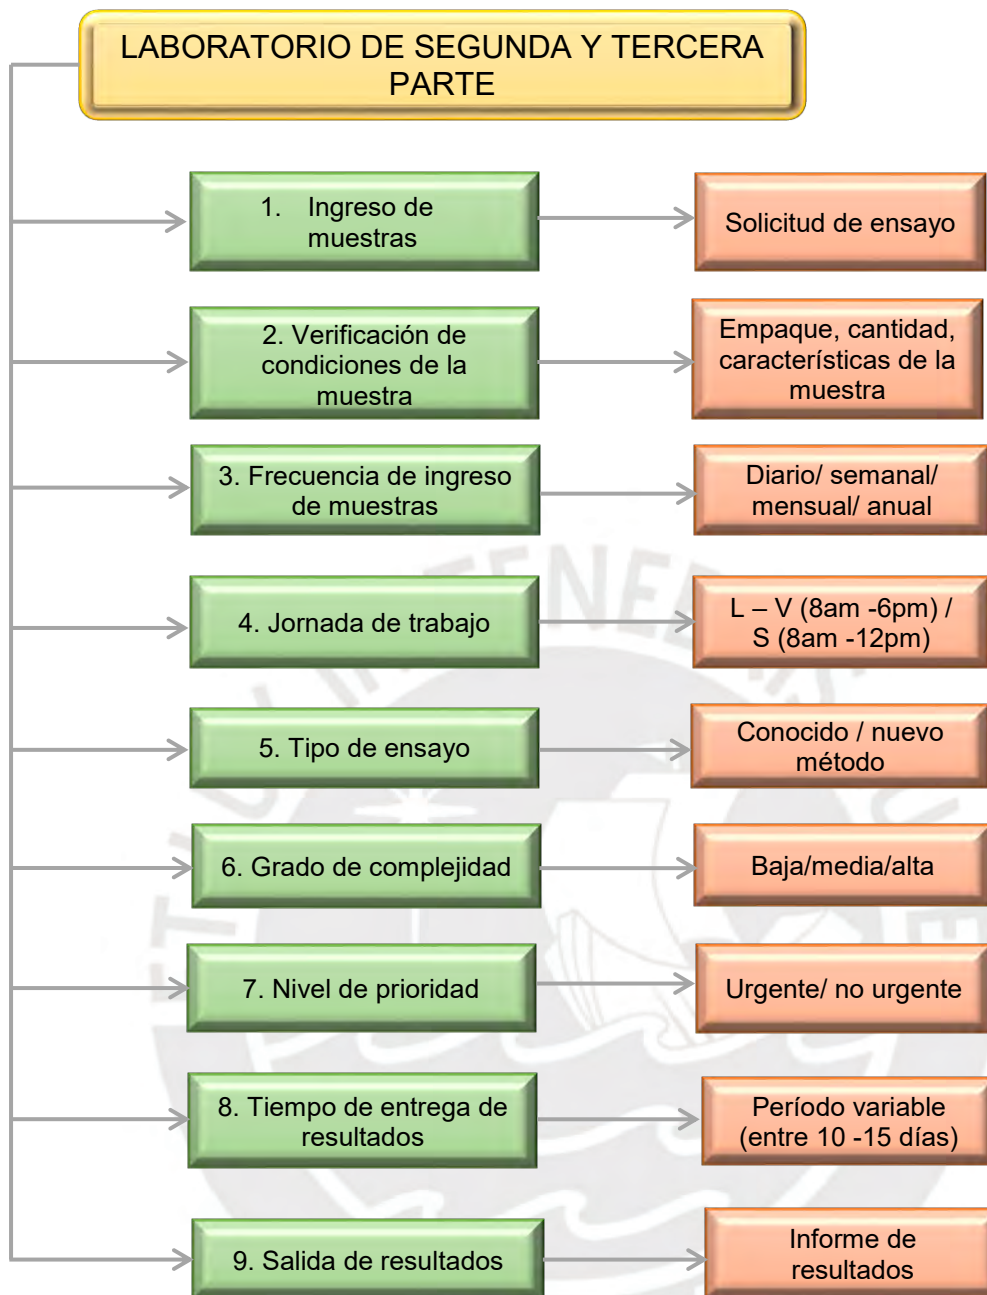 LABORATORIO DE SEGUNDA Y TERCERA
PARTE
1. Ingreso de
muestras
Solicitud de ensayo
2. Verificación de
condiciones de la
muestra
Empaque, cantidad,
características de la
muestra
3. Frecuencia de ingreso
de muestras
Diario/ semanal/
mensual/ anual
4. Jornada de trabajo
L – V (8am -6pm) /
S (8am -12pm)
5. Tipo de ensayo
Conocido / nuevo
método
6. Grado de complejidad
Baja/media/alta
7. Nivel de prioridad
Urgente/ no urgente
8. Tiempo de entrega de
resultados
Período variable
(entre 10 -15 días)
9. Salida de resultados
Informe de
resultados